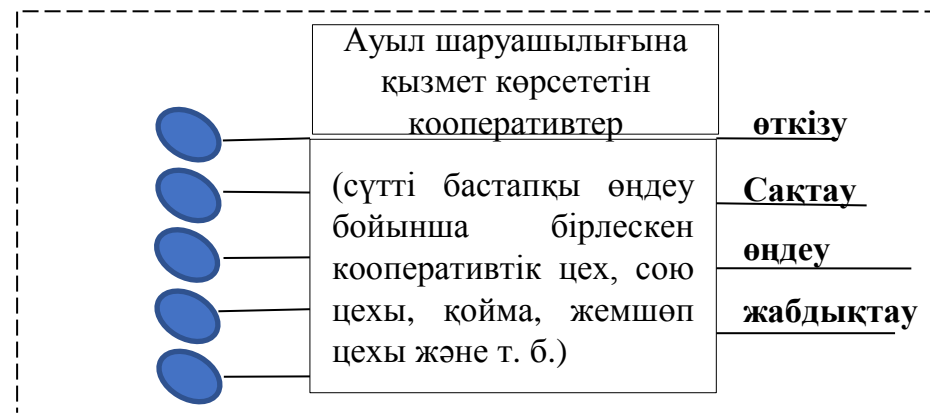 Ауыл шаруашылығына
қызмет көрсететін
кооперативтер
өткізу
(сүтті бастапқы өңдеу
бойынша бірлескен
кооперативтік цех, сою
цехы, қойма, жемшөп
цехы және т. б.)
Сақтау
өңдеу
жабдықтау